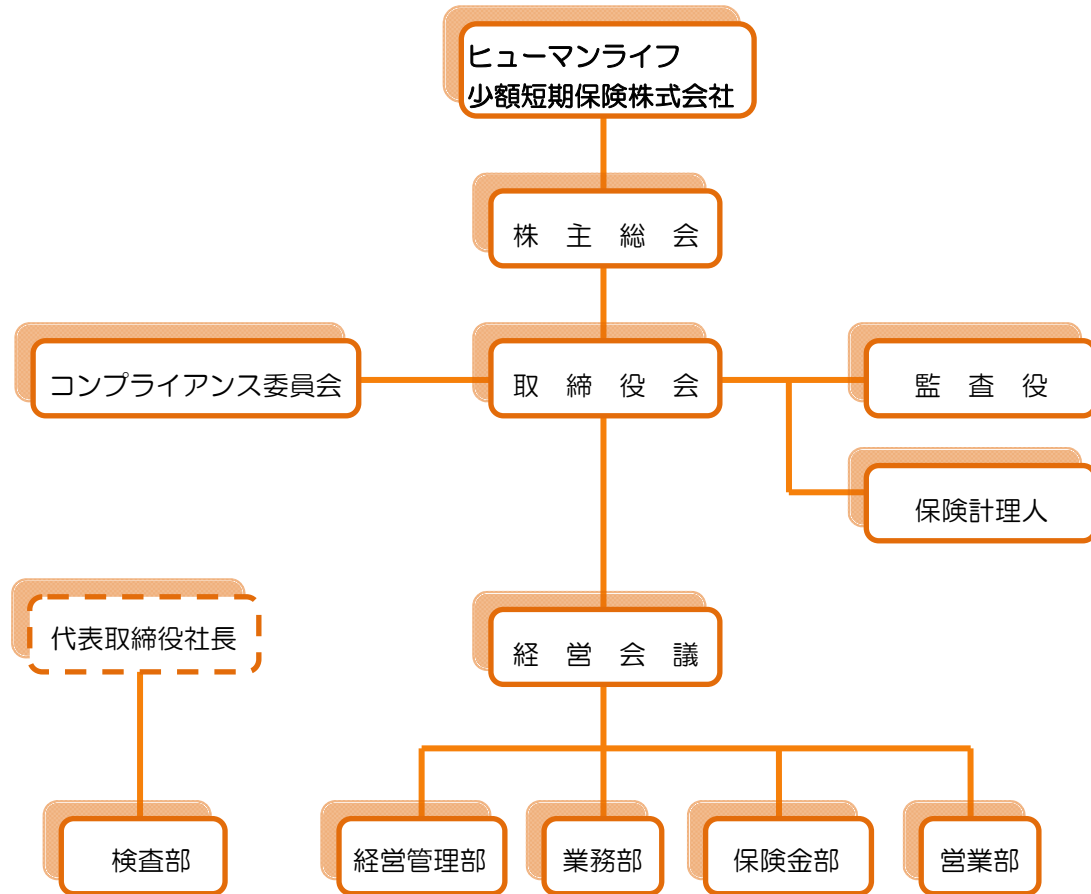 ヒューマンライフ
少額短期保険株式会社
株　主　総　会
コンプライアンス委員会
取　締　役　会
監　査　役
保険計理人
代表取締役社長
経　営　会　議
検査部
経営管理部
業務部
保険金部
営業部